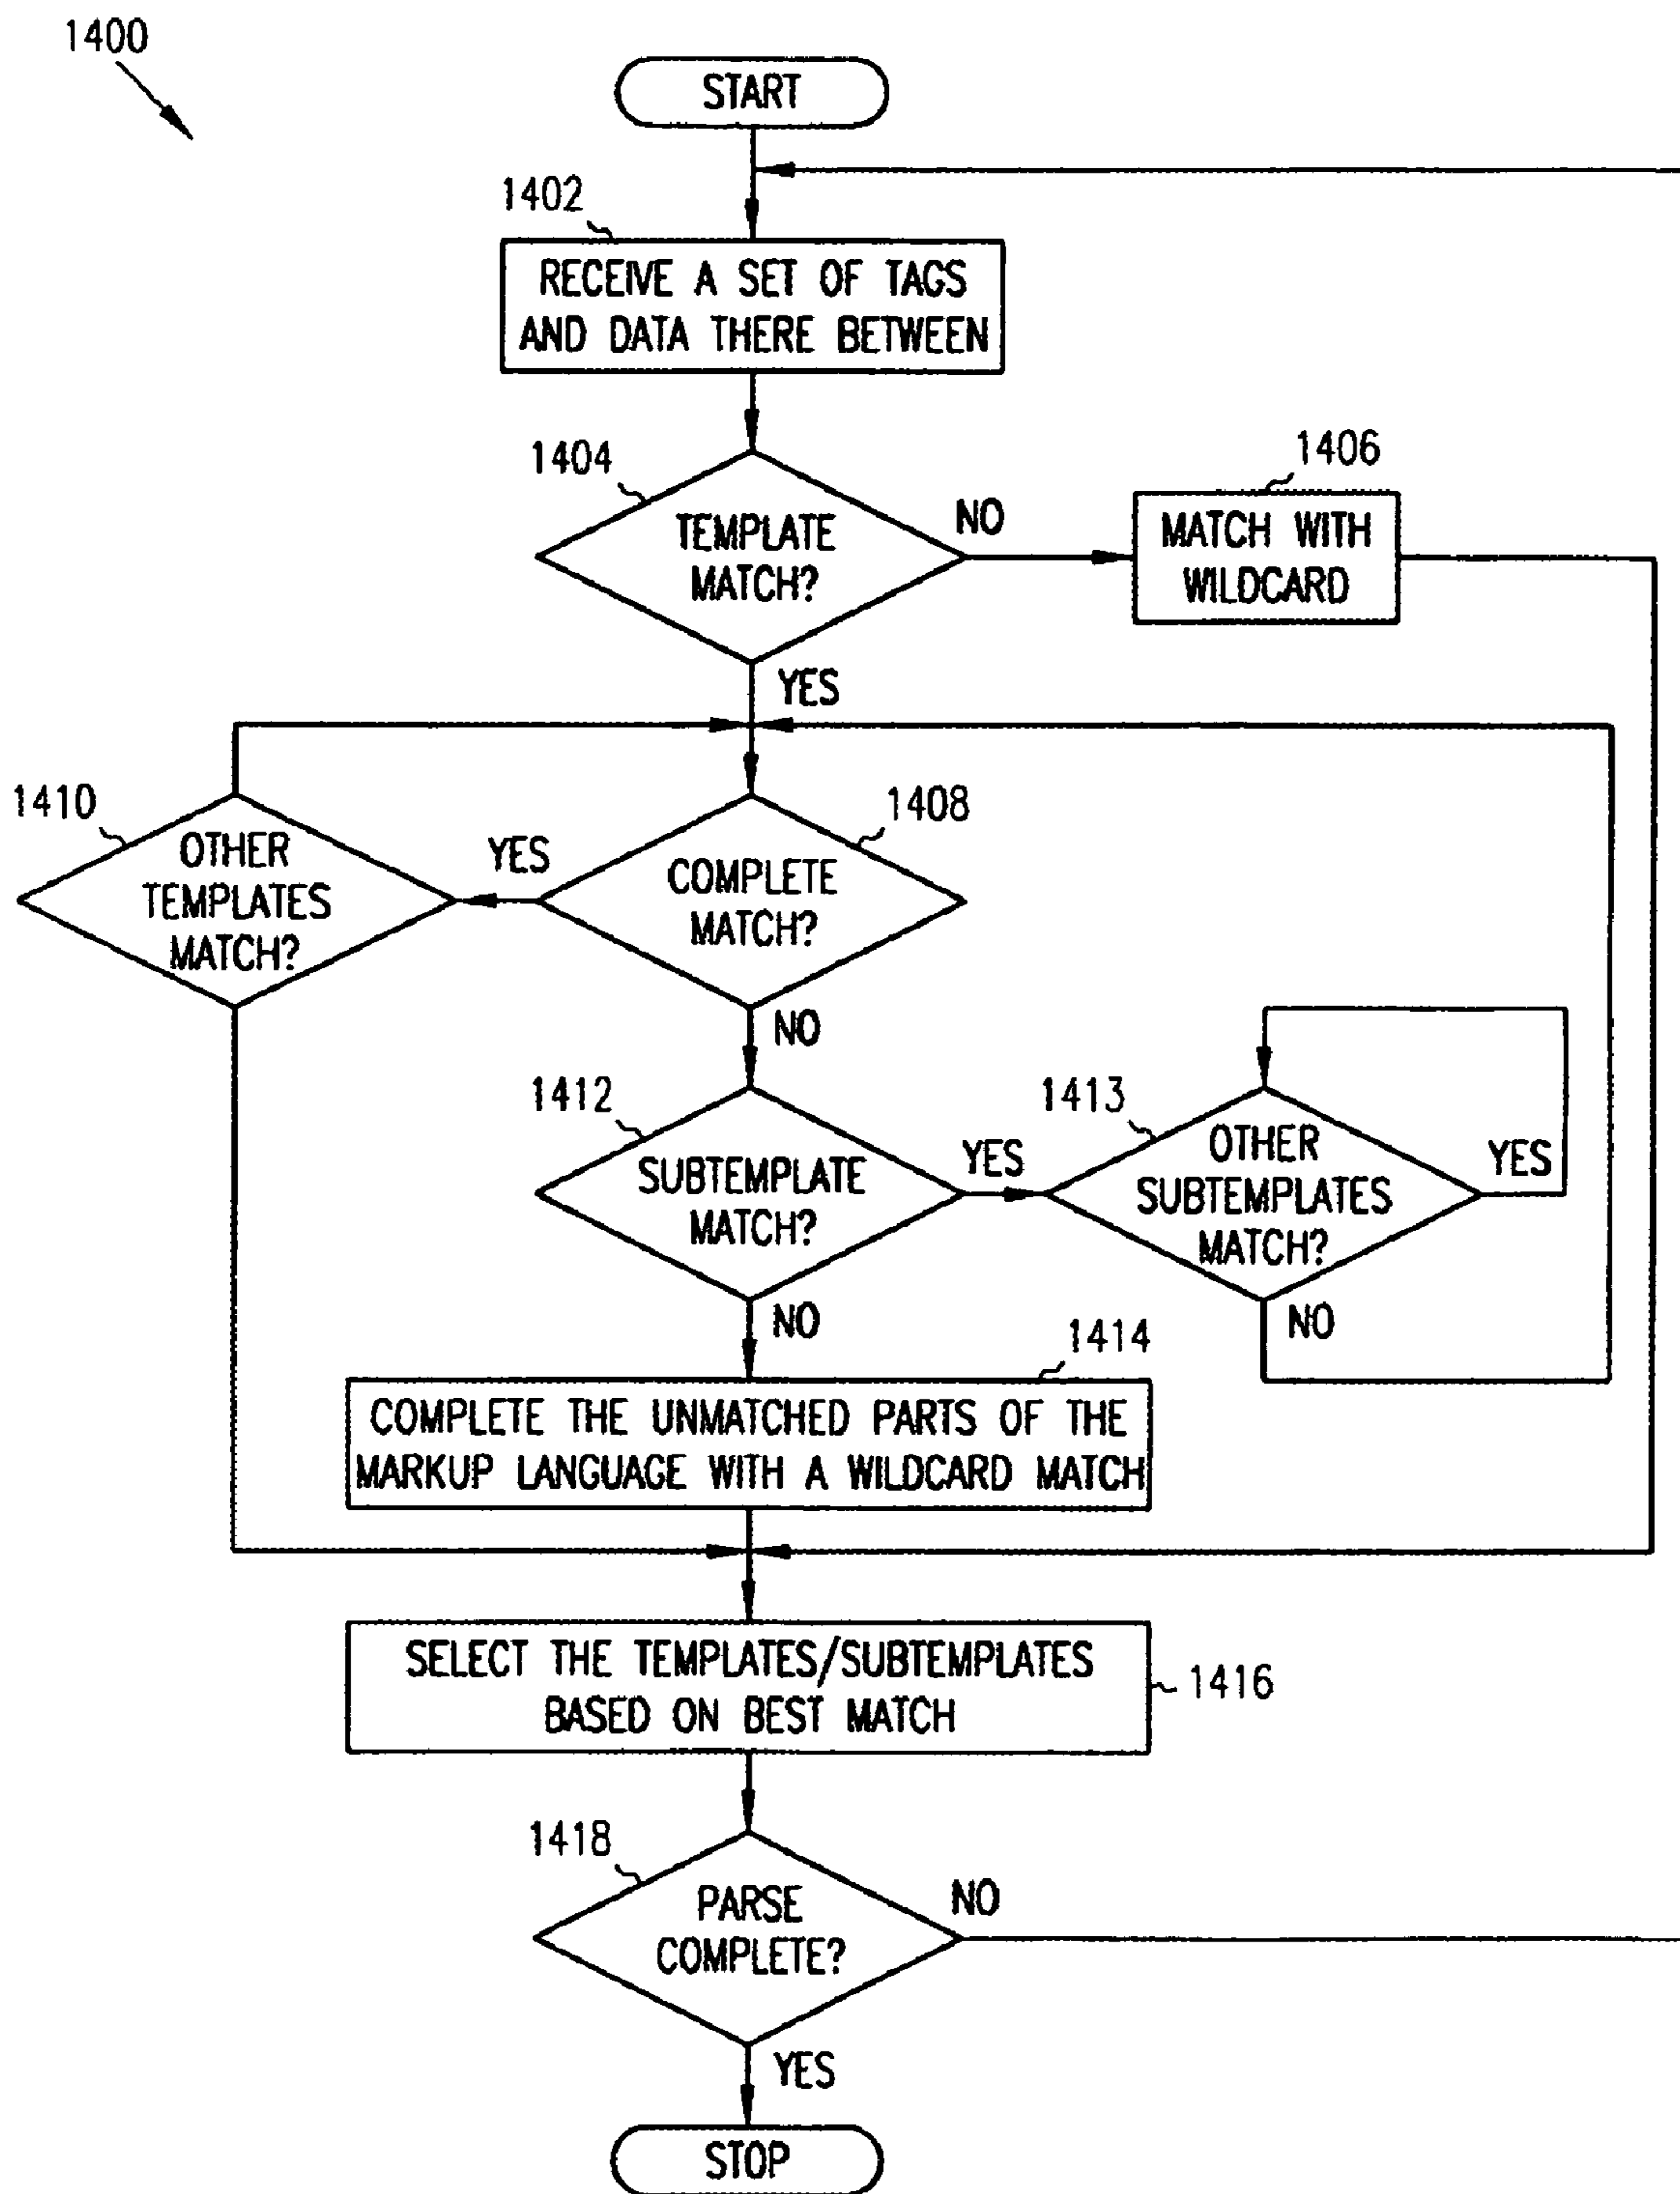 1400
START
1402
RECEIVE A SET OF TAGS
AND DATA THERE BETWEEN
1404
TEMPLATE
MATCH?
NO
1406
MATCH WITH
WILDCARD
YES
1410
OTHER
TEMPLATES
MATCH?
YES
1408
COMPLETE
MATCH?
NO
1412
SUBTEMPLATE
MATCH?
YES
1413
OTHER
SUBTEMPLATES
MATCH?
YES
NO
NO
1414
COMPLETE THE UNMATCHED PARTS OF THE
MARKUP LANGUAGE WITH A WILDCARD MATCH
SELECT THE TEMPLATES/SUBTEMPLATES
BASED ON BEST MATCH
1416
1418
PARSE
COMPLETE?
NO
YES
STOP